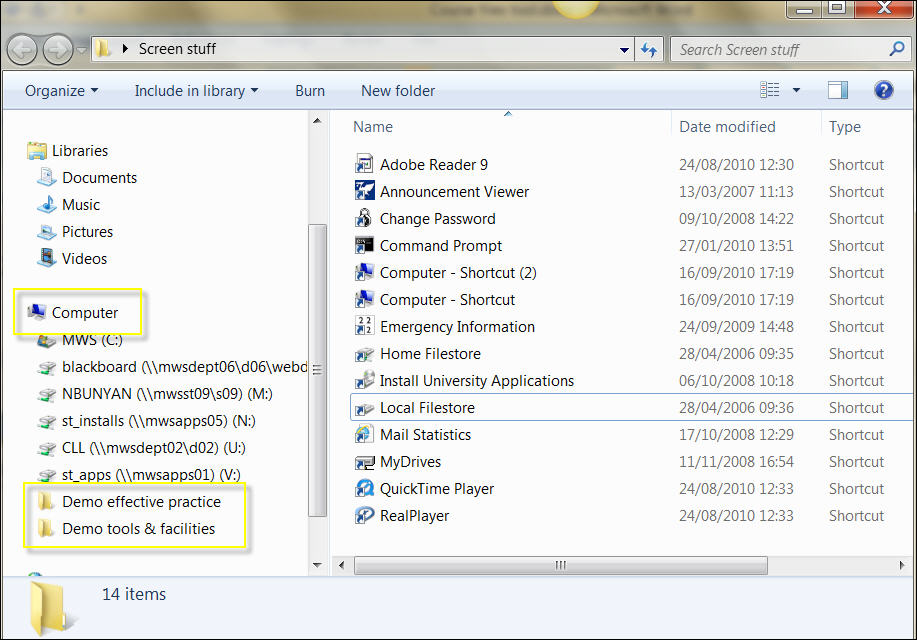 Screen stuff
Search Screen stuff
Organize Include in library Burn New folder
Name Date modified Type
Libraries
Documents
Music
Pictures
Videos
Computer
MWS (C:)
blackboard (\\mwsdept06\d06\webd
NBUNYAN (\\mwsst09\s09) (M:)
st_installs (\\mwsapps05) (N:)
CLL (\\mwsdept02\d02) (U:)
st_apps (\\mwsapps01) (V:)
Demo effective practice
Demo tools & facilities
Adobe Reader 9 24/08/2010 12:30 Shortcut
Announcement Viewer 13/03/2007 11:13 Shortcut
Change Password 09/10/2008 14:22 Shortcut
Command Prompt 27/01/2010 13:51 Shortcut
Computer - Shortcut (2) 16/09/2010 17:19 Shortcut
Computer - Shortcut 16/09/2010 17:19 Shortcut
Emergency Information 24/09/2009 14:48 Shortcut
Home Filestore 28/04/2006 09:35 Shortcut
Install University Applications 06/10/2008 10:18 Shortcut
Local Filestore 28/04/2006 09:36 Shortcut
Mail Statistics 17/10/2008 12:29 Shortcut
MyDrives 11/11/2008 16:54 Shortcut
QuickTime Player 24/08/2010 12:33 Shortcut
RealPlayer 24/08/2010 12:33 Shortcut
14 items